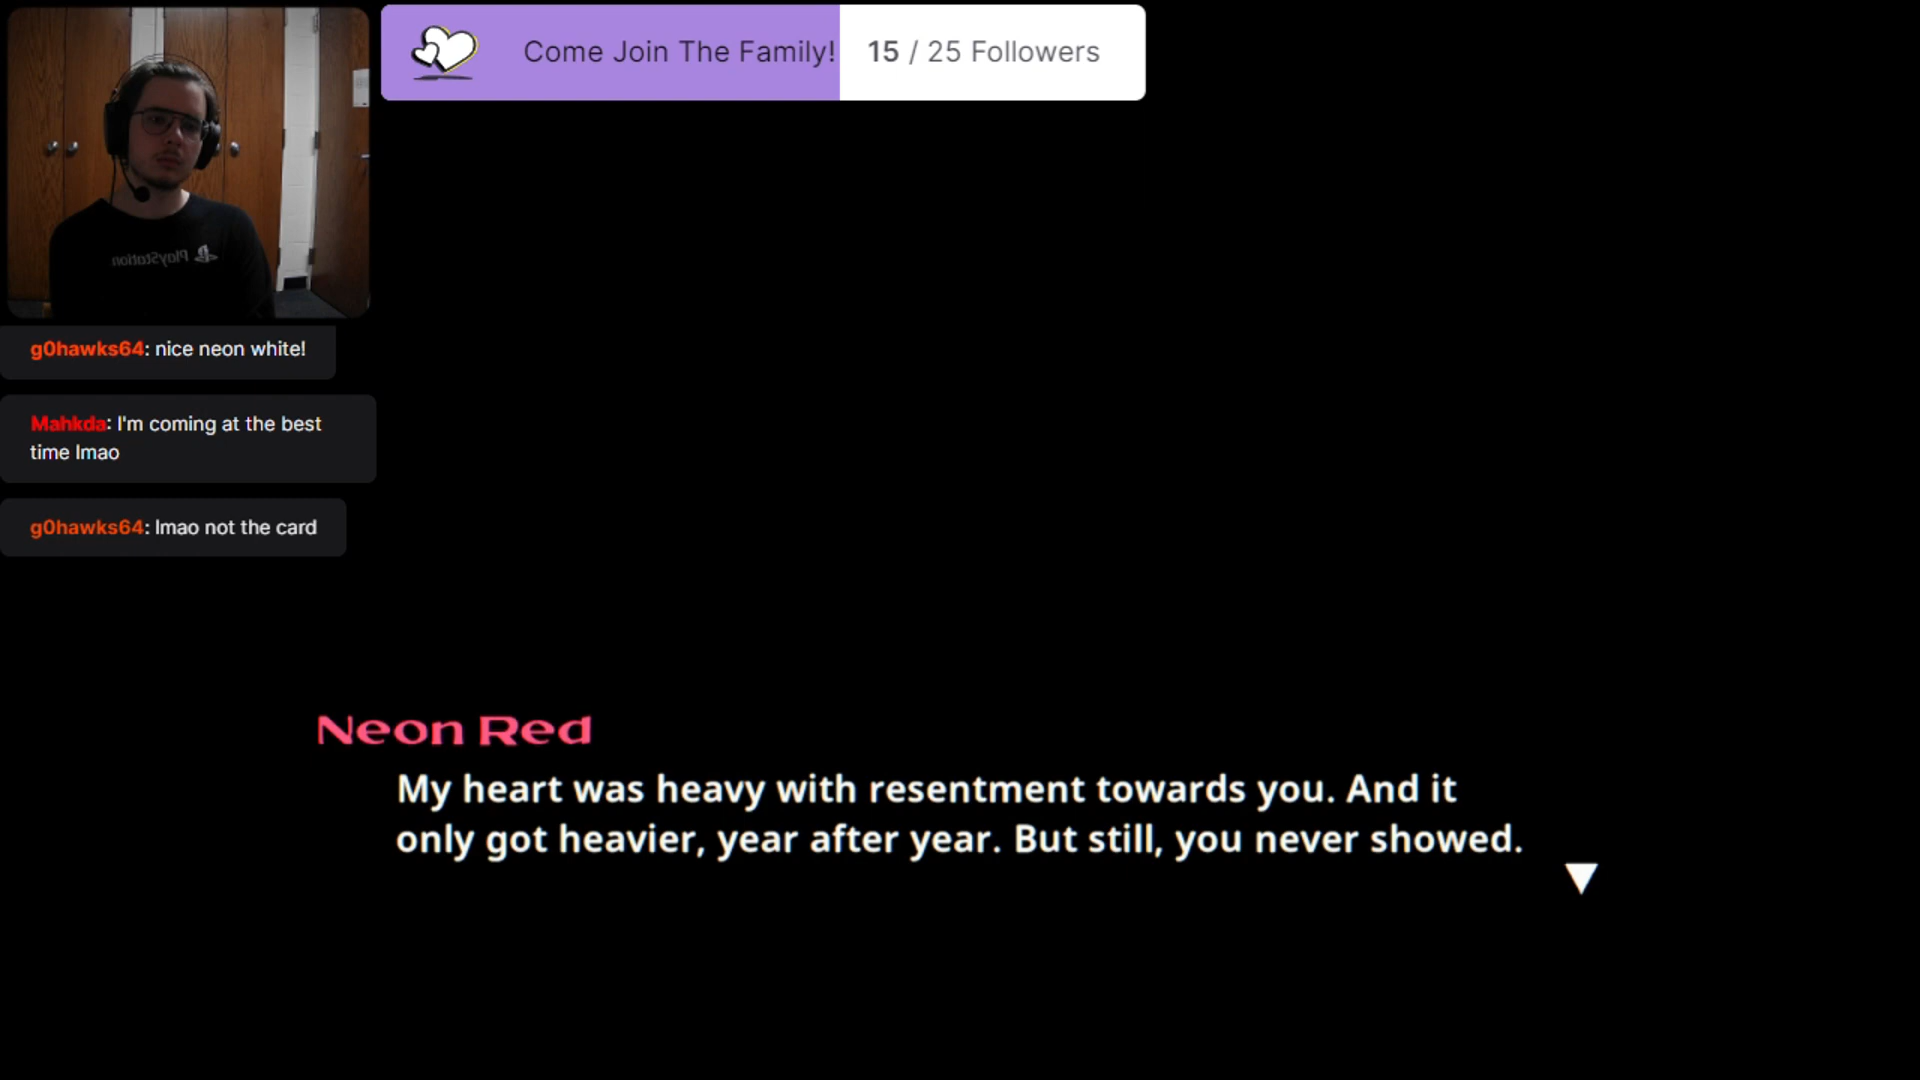 Come Join The Family!
15 / 25 Followers
PlayStation
g0hawks64: nice neon white!
Mahkda: I'm coming at the best
time lmao
g0hawks64: lmao not the card
Neon Red
My heart was heavy with resentment towards you. And it
only got heavier, year after year. But still, you never showed.